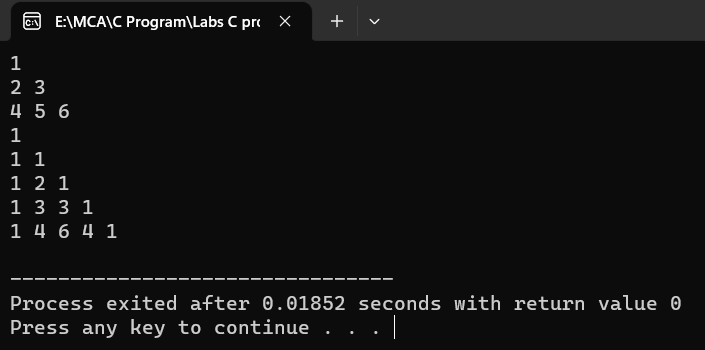 E:\MCA\C Program\Labs C prc
1
2 3
4 5 6
1
1 1
1 2 1
1 3 3 1
1 4 6 4 1
--------------------------------
Process exited after 0.01852 seconds with return value 0
Press any key to continue . . .